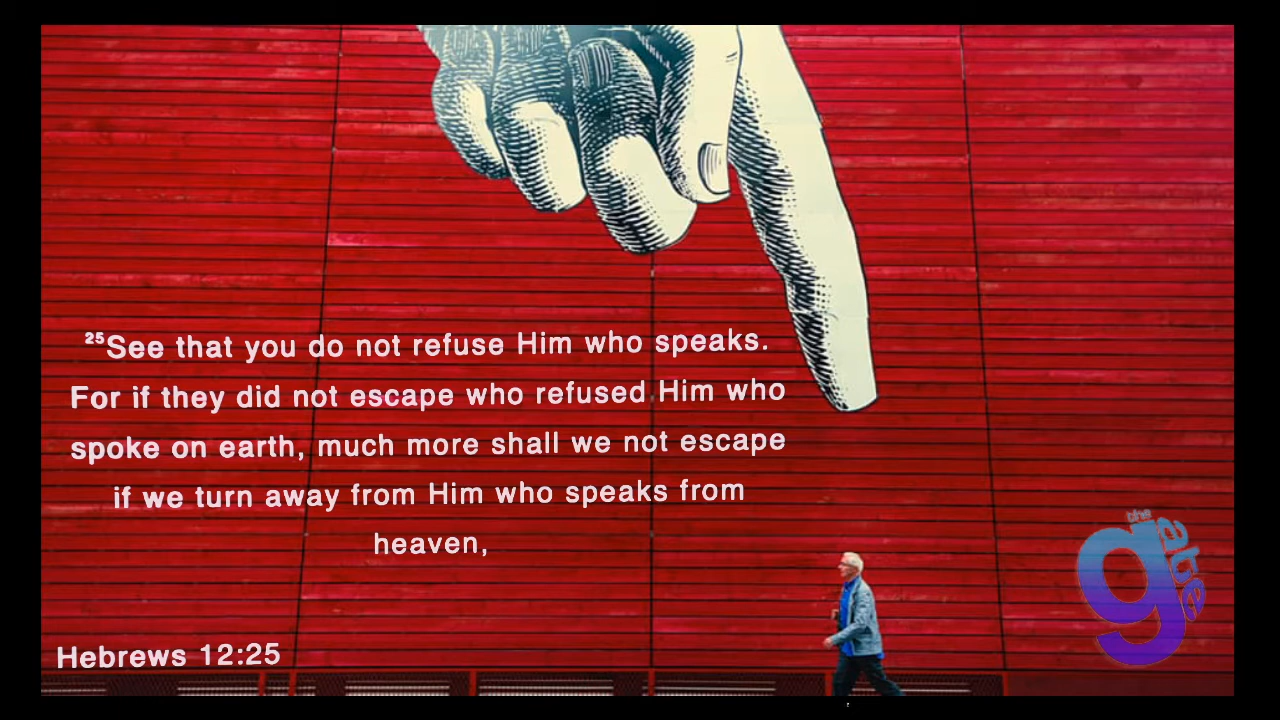 ²⁵See that you do not refuse Him who speaks.
For if they did not escape who refused Him who
spoke on earth, much more shall we not escape
if we turn away from Him who speaks from
heaven,
Hebrews 12:25
the gate